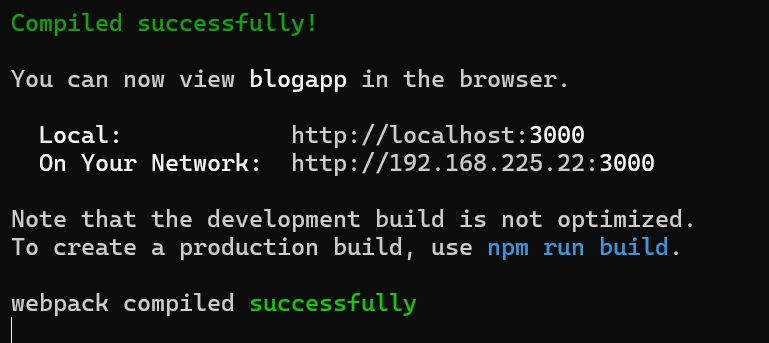 Compiled successfully!
You can now view blogapp in the browser.
Local: http://localhost:3000
On Your Network: http://192.168.225.22:3000
Note that the development build is not optimized.
To create a production build, use npm run build.
webpack compiled successfully